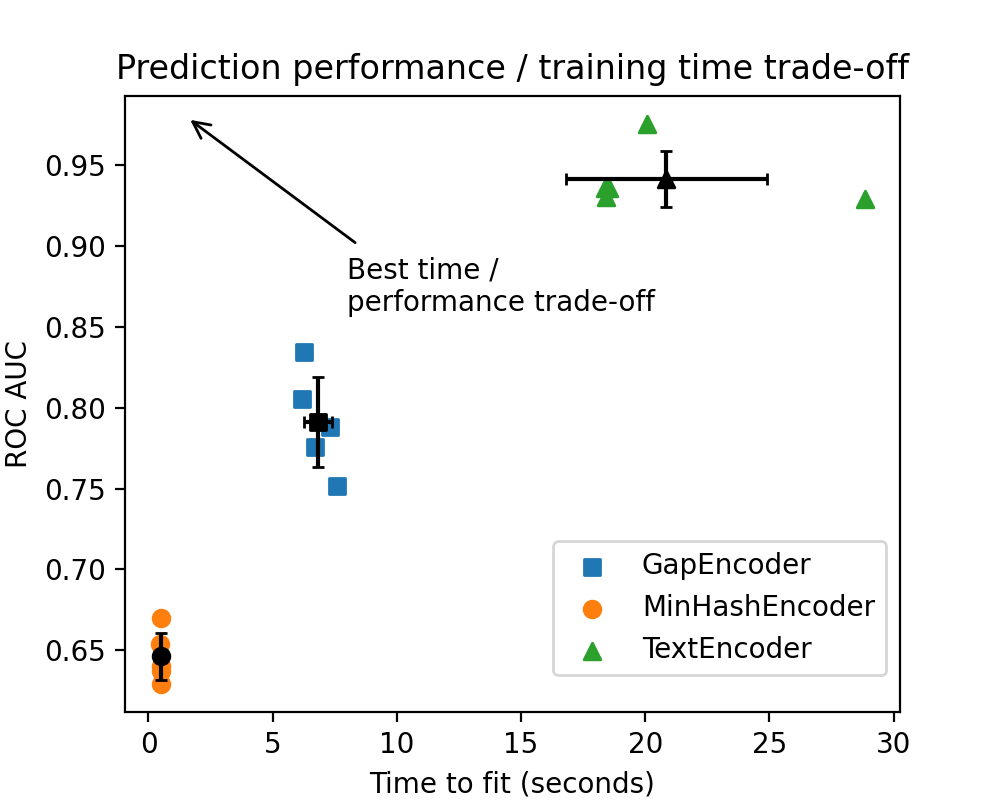 Prediction performance / training time trade-off
0.95
0.90
0.85
0.80
0.75
0.70
0.65
ROC AUC
Best time /
performance trade-off
GapEncoder
MinHashEncoder
TextEncoder
0
5
10
15
20
25
30
Time to fit (seconds)